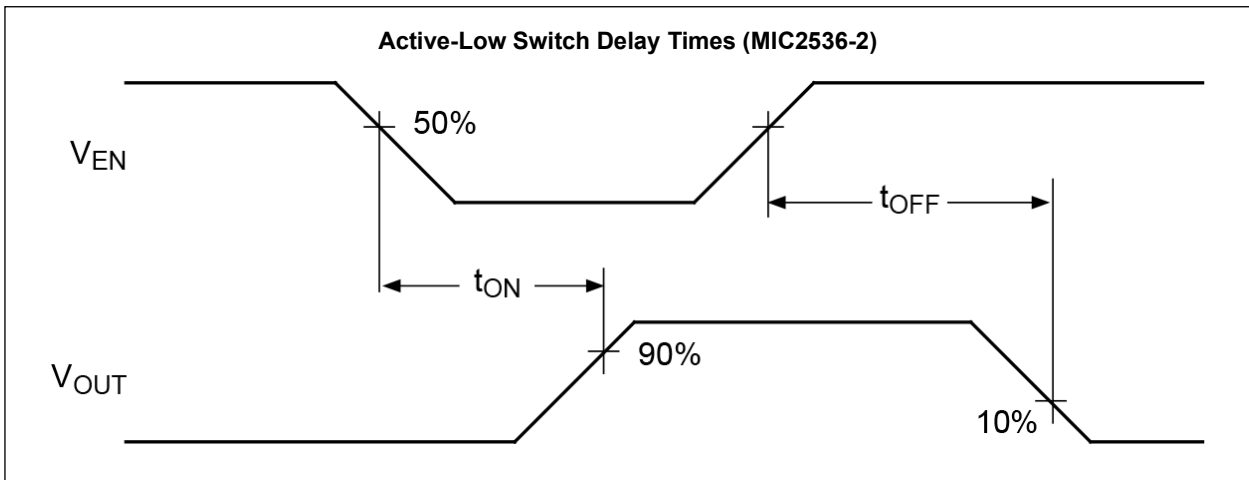 Active-Low Switch Delay Times (MIC2536-2)
50%
VEN
tOFF
tON
90%
VOUT
10%